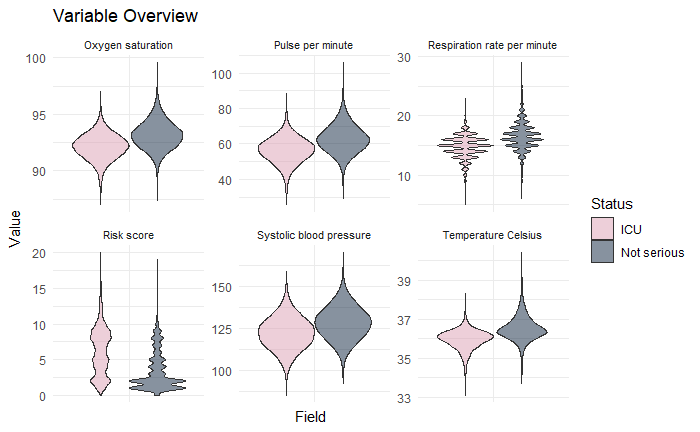 Variable Overview
Oxygen saturation
Pulse per minute
Respiration rate per minute
100
95
90
100
80
60
40
30
20
10
Risk score
Systolic blood pressure
Temperature Celsius
20
15
10
5
0
150
125
100
39
37
35
33
Value
Field
Status
ICU
Not serious